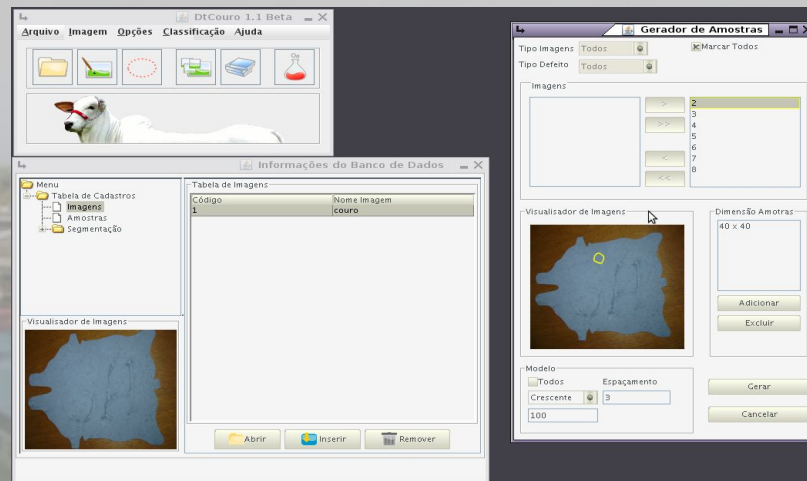 DtCouro 1.1 Beta
Arquivo Imagem Opções Classificação Ajuda
Informações do Banco de Dados
Menu
Tabela de Cadastros
Imagens
Amostras
Segmentação
Visualisador de Imagens
Tabela de Imagens
Código Nome Imagem
1 couro
Abrir Inserir Remover
Gerador de Amostras
Tipo Imagens Todos Marcar Todos
Tipo Defeito Todos
Imagens
> 2
3
>> 4
5
6
< 7
8
<<
Visualisador de Imagens
Dimensão Amotras
40 x 40
Adicionar
Excluir
Modelo
Todos Espaçamento
Crescente 3
100
Gerar
Cancelar